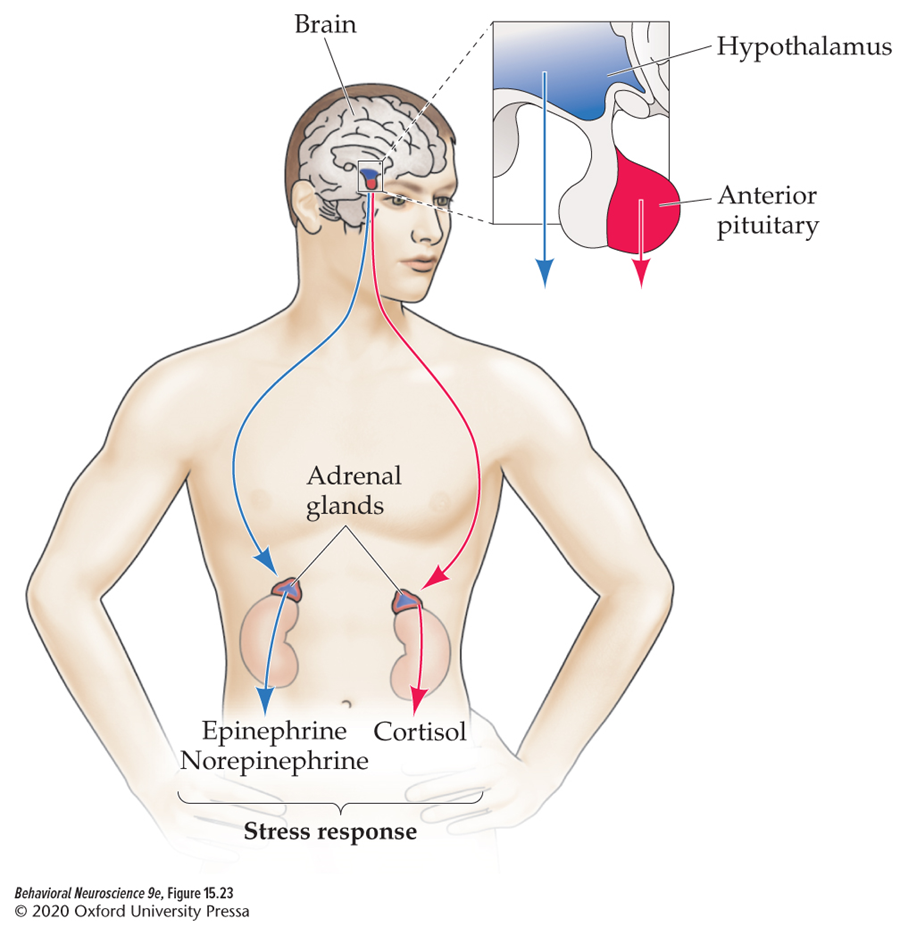 Brain
Hypothalamus
Anterior
pituitary
Adrenal
glands
Epinephrine
Norepinephrine
Cortisol
Stress response
Behavioral Neuroscience 9e, Figure 15.23
© 2020 Oxford University Pressa